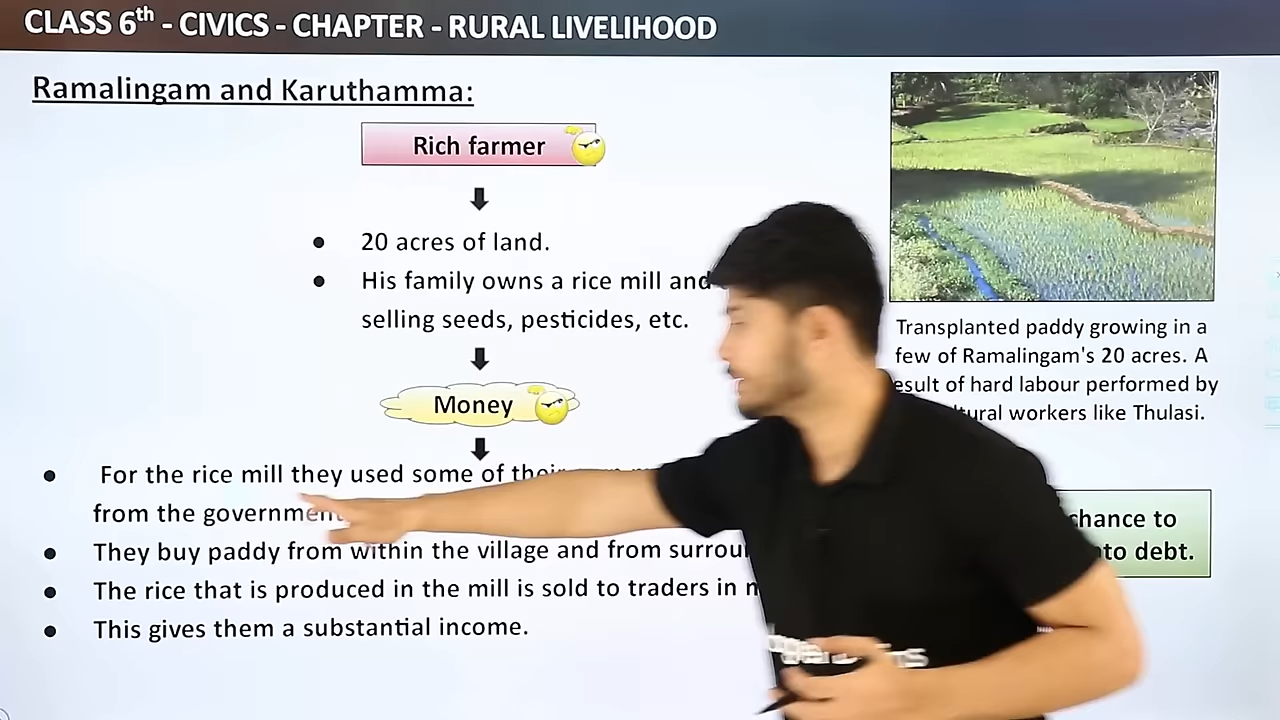 CLASS 6th - CIVICS - CHAPTER - RURAL LIVELIHOOD
Ramalingam and Karuthamma:
Rich farmer
● 20 acres of land.
● His family owns a rice mill and
selling seeds, pesticides, etc.
Money
● For the rice mill they used some of their own
from the government
● They buy paddy from within the village and from
● The rice that is produced in the mill is sold to traders in
● This gives them a substantial income.
Transplanted paddy growing in a
few of Ramalingam's 20 acres. A
esult of hard labour performed by
tural workers like Thulasi.
chance to
nto debt.